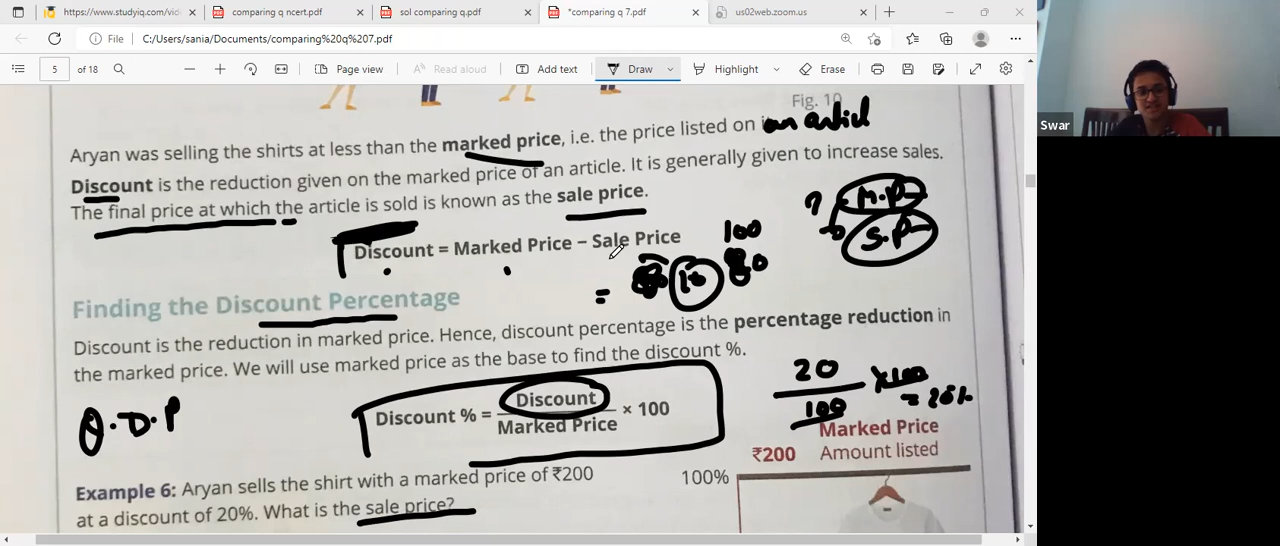 https://www.studyiq.com/vid
comparing q ncert.pdf
sol comparing q.pdf
*comparing q 7.pdf
us02web.zoom.us
File
C:/Users/sania/Documents/comparing%20q%207.pdf
5 of 18
Page view
Read aloud
Add text
Draw
Highlight
Erase
Swar
Fig. 10
Aryan was selling the shirts at less than the marked price, i.e. the price listed on an articl
Discount is the reduction given on the marked price of an article. It is generally given to increase sales.
The final price at which the article is sold is known as the sale price.
? M.P
S.P
Discount = Marked Price − Sale Price
100
80
= 10
Finding the Discount Percentage
Discount is the reduction in marked price. Hence, discount percentage is the percentage reduction in
the marked price. We will use marked price as the base to find the discount %.
Discount % = Discount / Marked Price × 100
20 / 100 ×100
= 20%
Q.D.P
Marked Price
₹200 Amount listed
Example 6: Aryan sells the shirt with a marked price of ₹200
100%
at a discount of 20%. What is the sale price?